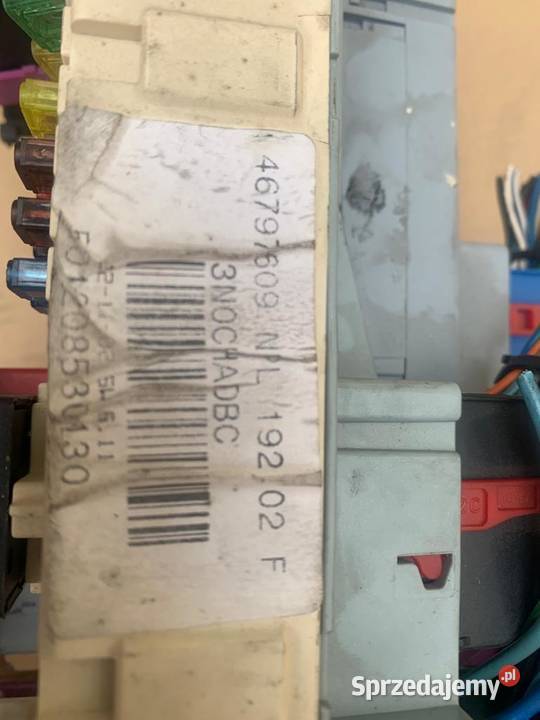 46797609 NPL /192,02 F
3N0CHADBC
501208530130
Sprzedajemy.pl